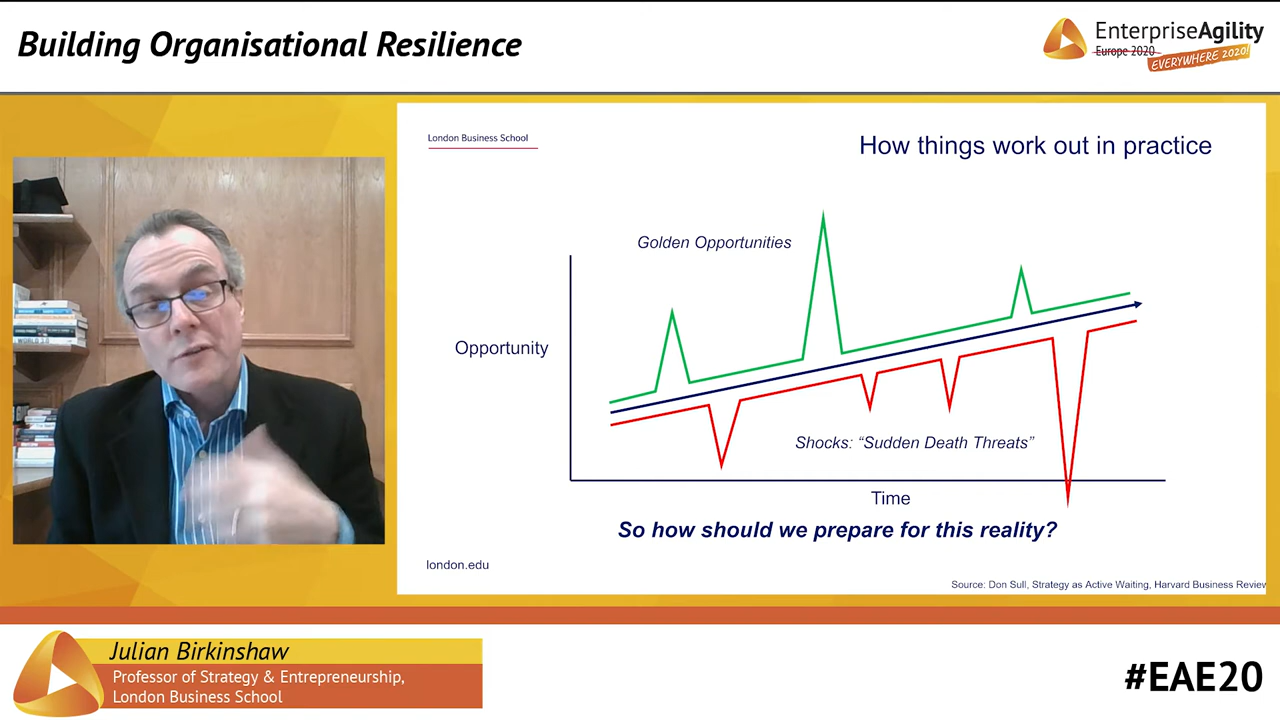 Building Organisational Resilience
EnterpriseAgility
Europe 2020
EVERYWHERE 2020!
London Business School
How things work out in practice
Golden Opportunities
Opportunity
Shocks: “Sudden Death Threats”
Time
So how should we prepare for this reality?
london.edu
Source: Don Sull, Strategy as Active Waiting, Harvard Business Review
Julian Birkinshaw
Professor of Strategy & Entrepreneurship,
London Business School
#EAE20